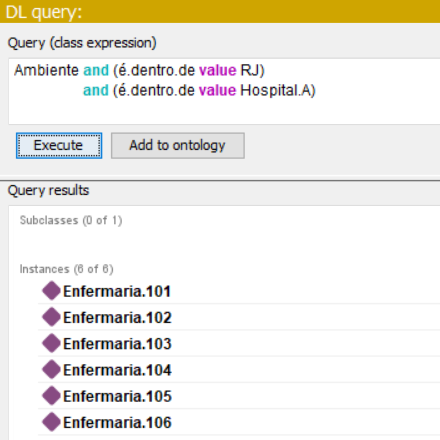 DL query:
Query (class expression)
Ambiente and (é.dentro.de value RJ)
and (é.dentro.de value Hospital.A)
Execute
Add to ontology
Query results
Subclasses (0 of 1)
Instances (6 of 6)
Enfermaria.101
Enfermaria.102
Enfermaria.103
Enfermaria.104
Enfermaria.105
Enfermaria.106